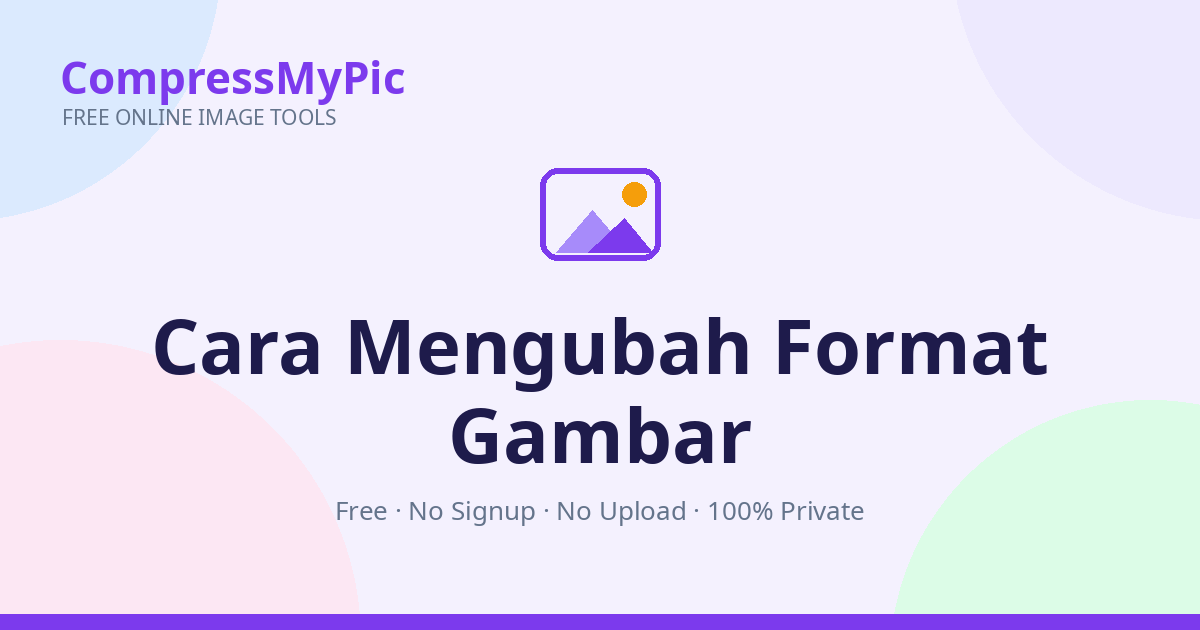 CompressMyPic
FREE ONLINE IMAGE TOOLS
Cara Mengubah Format
Gambar
Free · No Signup · No Upload · 100% Private